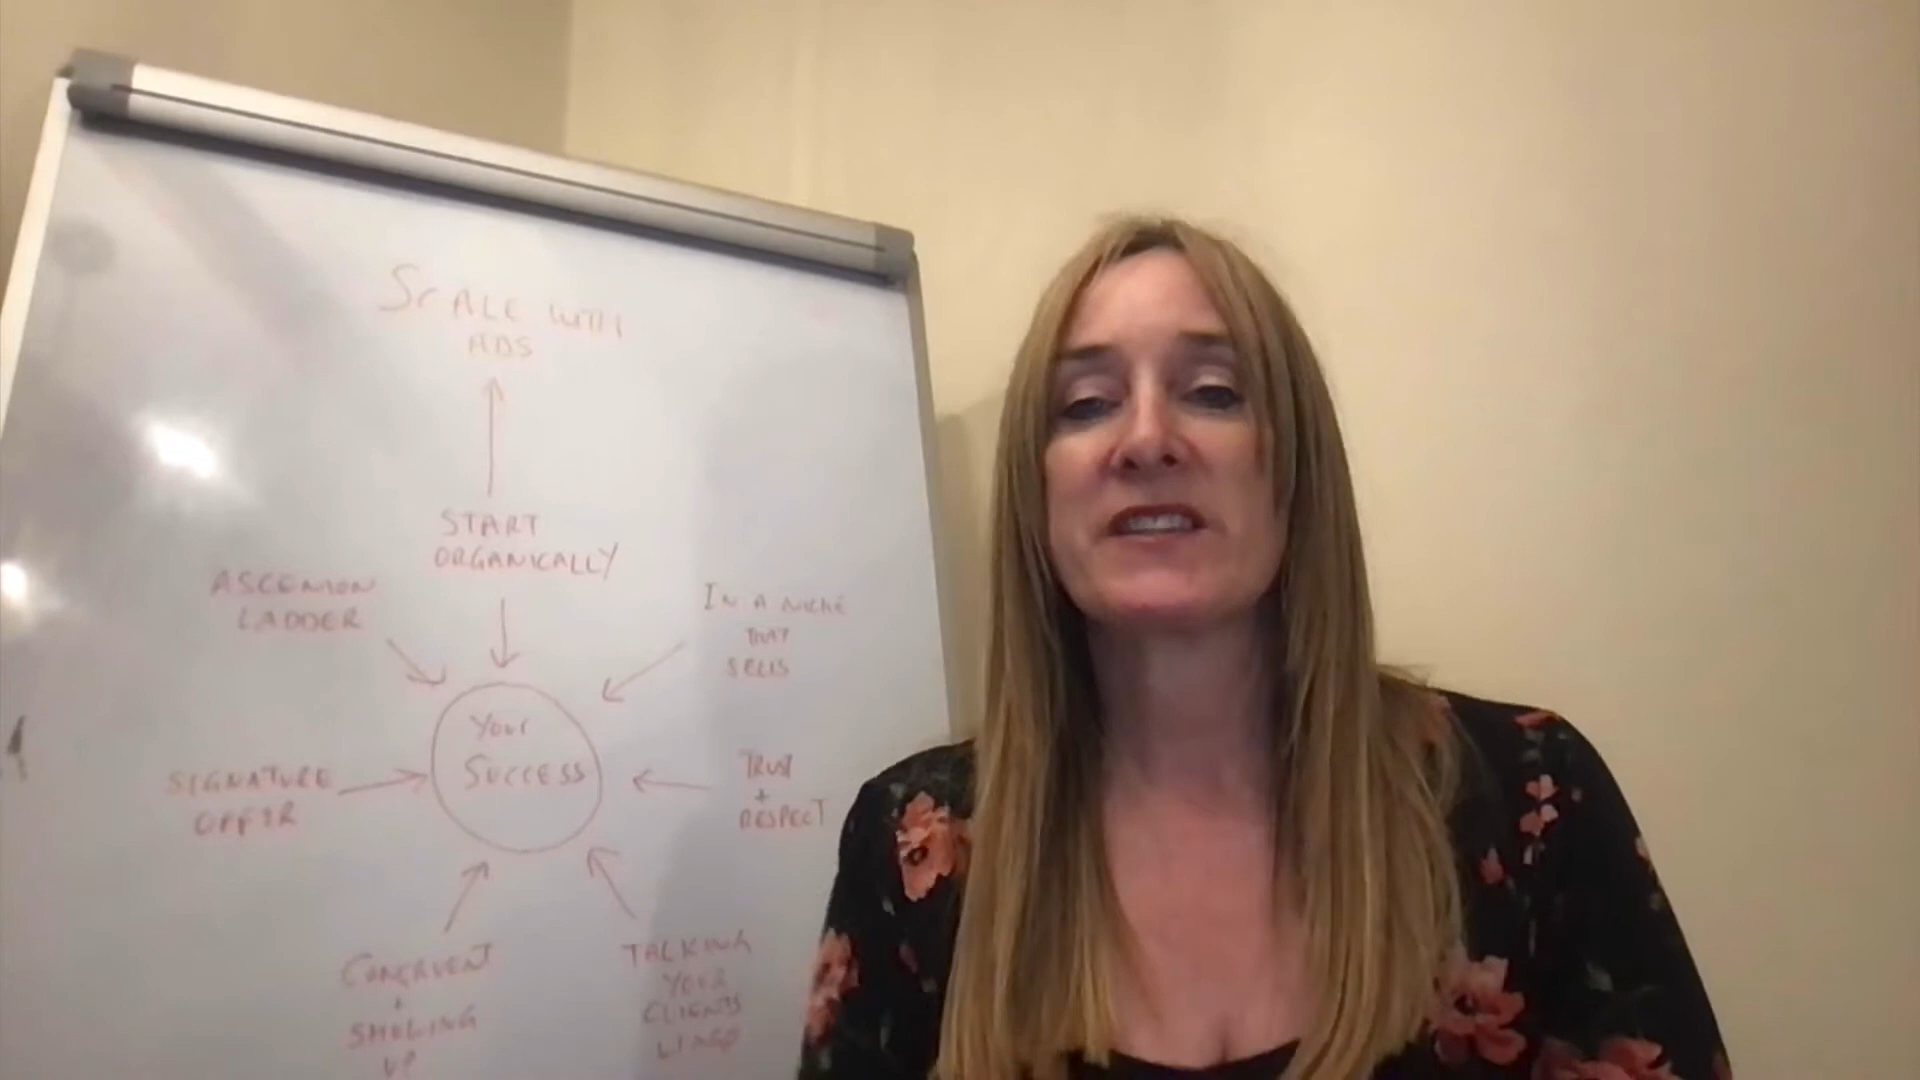 SCALE WITH
ADS
START
ORGANICALLY
ASCENSION
LADDER
IN A NICHE
THAT
SELLS
YOUR
SUCCESS
SIGNATURE
OFFER
TRUST
+
RESPECT
CONGRUENT
+
SHOWING
UP
TALKING
YOUR
CLIENTS
LINGO